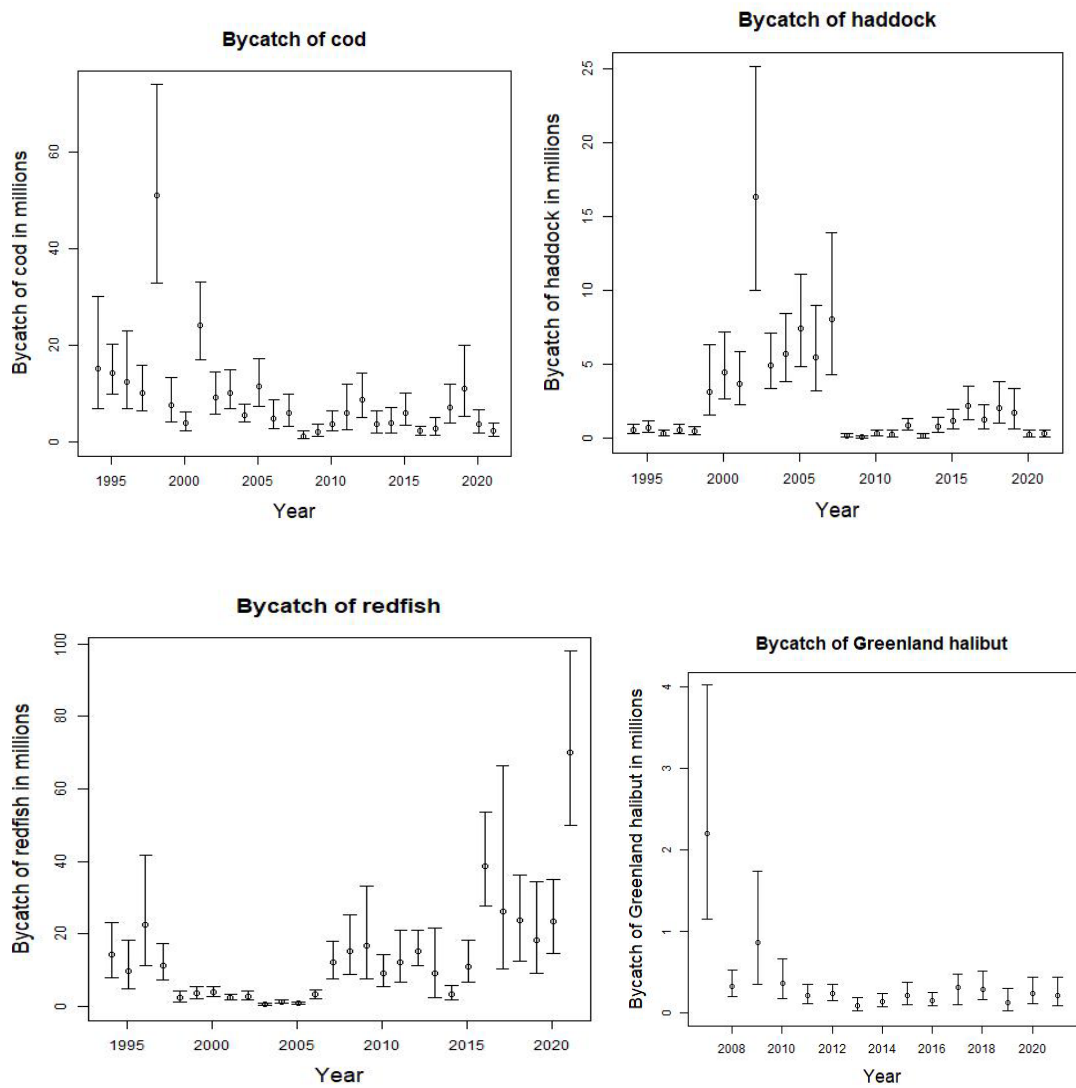 Bycatch of cod
Bycatch of cod in millions
60
40
20
0
1995 2000 2005 2010 2015 2020
Year
Bycatch of haddock
Bycatch of haddock in millions
25
20
15
10
5
0
1995 2000 2005 2010 2015 2020
Year
Bycatch of redfish
Bycatch of redfish in millions
100
80
60
40
20
0
1995 2000 2005 2010 2015 2020
Year
Bycatch of Greenland halibut
Bycatch of Greenland halibut in millions
4
3
2
1
0
2008 2010 2012 2014 2016 2018 2020
Year